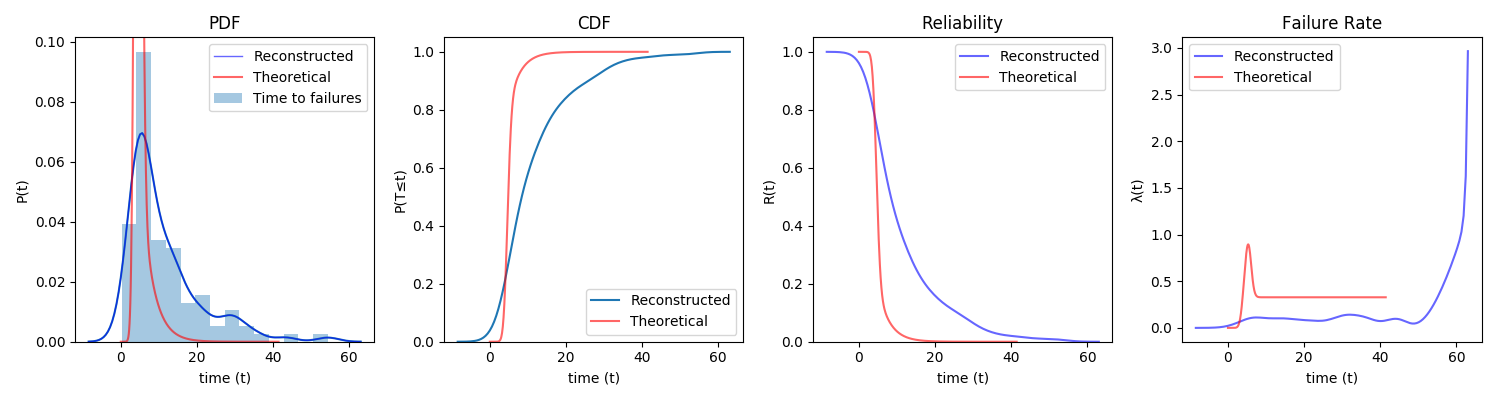 PDF
P(t)
0.10
0.08
0.06
0.04
0.02
0.00
Reconstructed
Theoretical
Time to failures
0
20
40
60
time (t)
CDF
P(T≤t)
1.0
0.8
0.6
0.4
0.2
0.0
Reconstructed
Theoretical
0
20
40
60
time (t)
Reliability
R(t)
1.0
0.8
0.6
0.4
0.2
0.0
Reconstructed
Theoretical
0
20
40
60
time (t)
Failure Rate
λ(t)
3.0
2.5
2.0
1.5
1.0
0.5
0.0
Reconstructed
Theoretical
0
20
40
60
time (t)